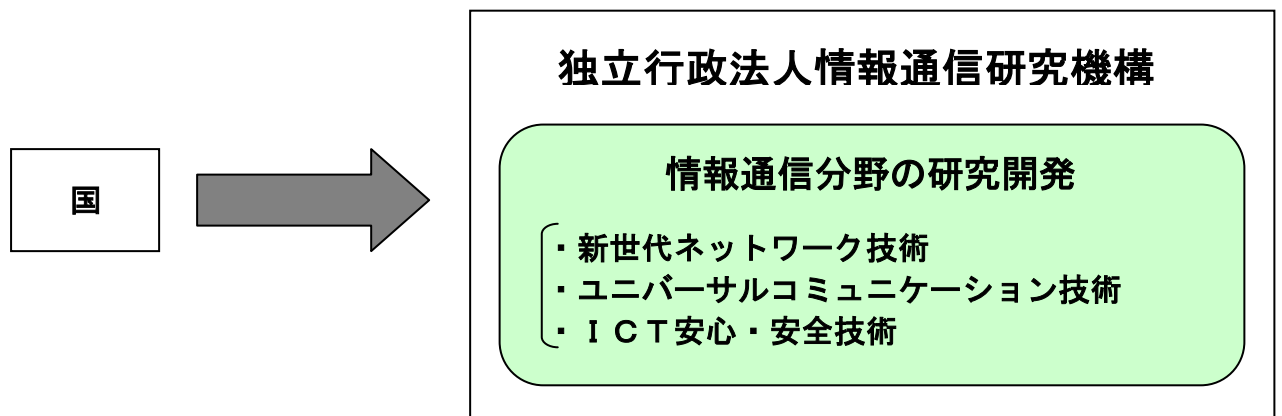 独立行政法人情報通信研究機構
国
情報通信分野の研究開発
・新世代ネットワーク技術
・ユニバーサルコミュニケーション技術
・ＩＣＴ安心・安全技術